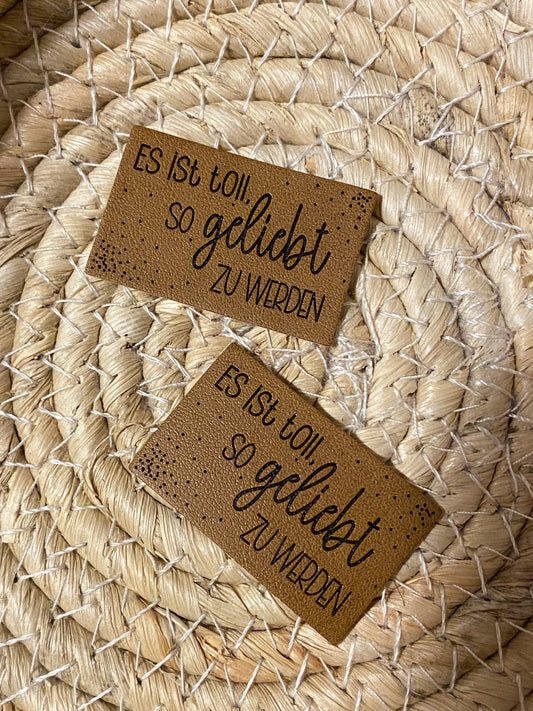 ES ist toll,
so geliebt
ZU WERDEN
ES ist toll,
so geliebt
ZU WERDEN